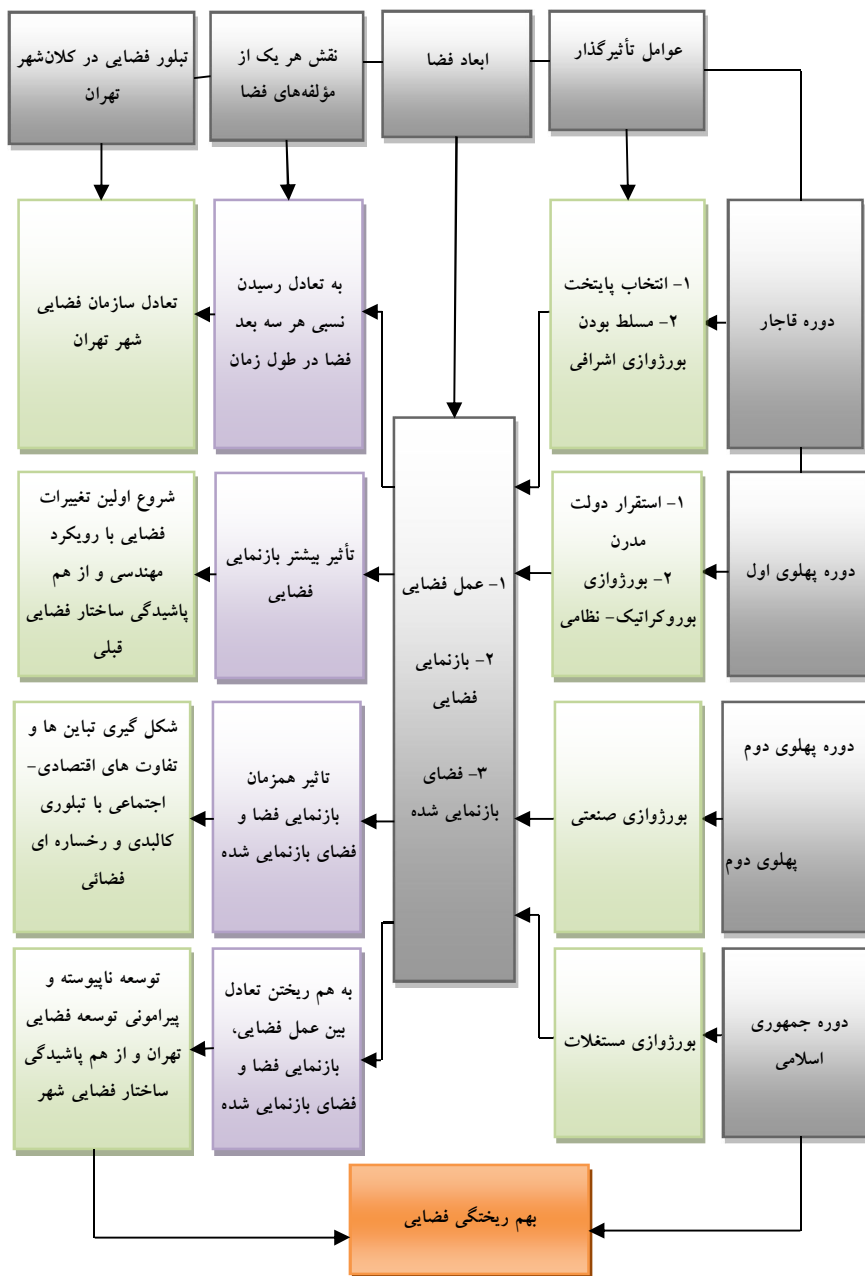 عوامل تأثیرگذار
ابعاد فضا
نقش هر یک از
مؤلفه‌های فضا
تبلور فضایی در کلان‌شهر
تهران
دوره قاجار
۱- انتخاب پایتخت
۲- مسلط بودن
بورژوازی اشرافی
به تعادل رسیدن
نسبی هر سه بعد
فضا در طول زمان
تعادل سازمان فضایی
شهر تهران
دوره پهلوی اول
۱- استقرار دولت
مدرن
۲- بورژوازی
بوروکراتیک- نظامی
۱- عمل فضایی
۲- بازنمایی
فضایی
۳- فضای
بازنمایی شده
تأثیر بیشتر بازنمایی
فضایی
شروع اولین تغییرات
فضایی با رویکرد
مهندسی و از هم
پاشیدگی ساختار فضایی
قبلی
دوره پهلوی دوم
پهلوی دوم
بورژوازی صنعتی
تاثیر همزمان
بازنمایی فضا و
فضای بازنمایی شده
شکل گیری تباین ها و
تفاوت های اقتصادی-
اجتماعی با تبلوری
کالبدی و رخساره ای
فضائی
دوره جمهوری
اسلامی
بورژوازی مستغلات
به هم ریختن تعادل
بین عمل فضایی،
بازنمایی فضا و
فضای بازنمایی شده
توسعه ناپیوسته و
پیرامونی توسعه فضایی
تهران و از هم پاشیدگی
ساختار فضایی شهر
بهم ریختگی فضایی